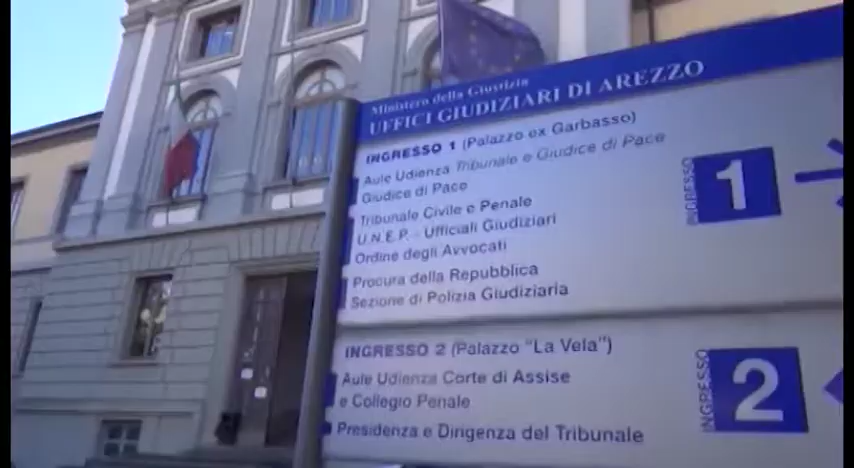 Ministero della Giustizia
UFFICI GIUDIZIARI DI AREZZO
INGRESSO 1 (Palazzo ex Garbasso)
Aule Udienza Tribunale e Giudice di Pace
Giudice di Pace
Tribunale Civile e Penale
U.N.E.P. - Ufficiali Giudiziari
Ordine degli Avvocati
Procura della Repubblica
Sezione di Polizia Giudiziaria
INGRESSO 1
INGRESSO 2 (Palazzo "La Vela")
Aule Udienza Corte di Assise
e Collegio Penale
Presidenza e Dirigenza del Tribunale
INGRESSO 2